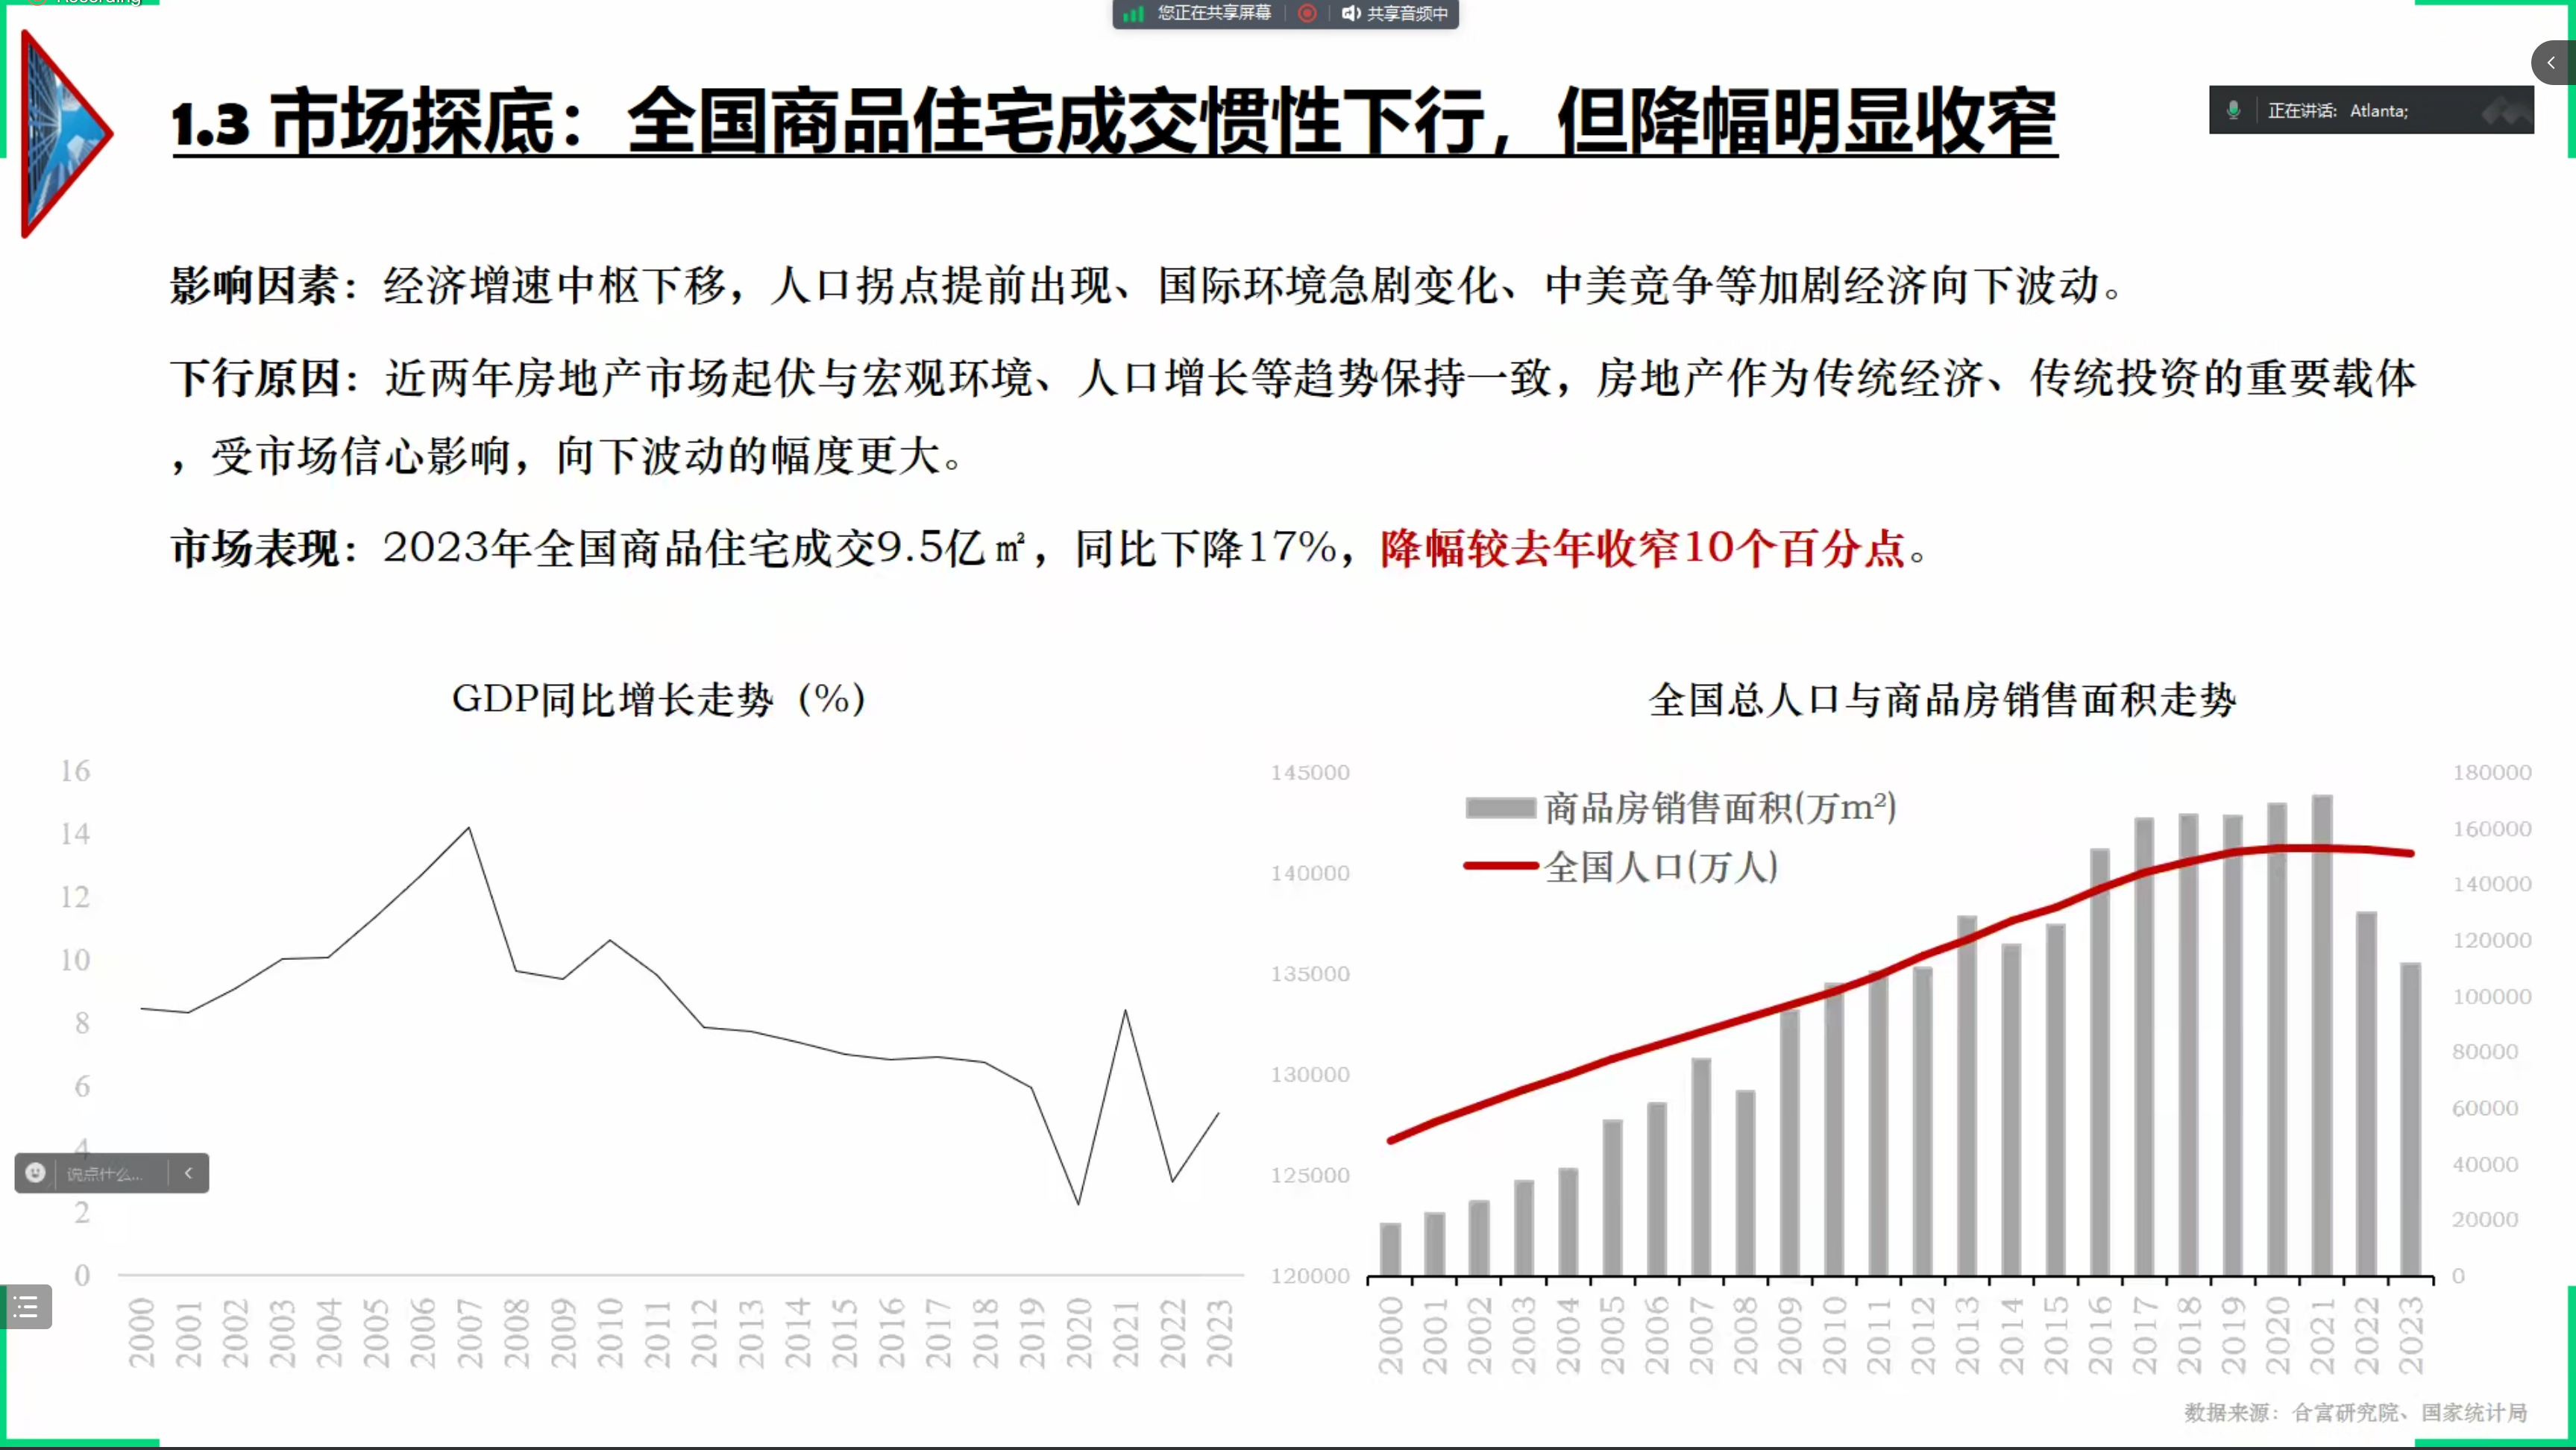 您正在共享屏幕 共享音频中
1.3 市场探底：全国商品住宅成交惯性下行，但降幅明显收窄
正在讲话: Atlanta;
影响因素：经济增速中枢下移，人口拐点提前出现、国际环境急剧变化、中美竞争等加剧经济向下波动。
下行原因：近两年房地产市场起伏与宏观环境、人口增长等趋势保持一致，房地产作为传统经济、传统投资的重要载体
，受市场信心影响，向下波动的幅度更大。
市场表现：2023年全国商品住宅成交9.5亿㎡，同比下降17%，降幅较去年收窄10个百分点。
GDP同比增长走势（%）
16
14
12
10
8
6
4
2
0
2000 2001 2002 2003 2004 2005 2006 2007 2008 2009 2010 2011 2012 2013 2014 2015 2016 2017 2018 2019 2020 2021 2022 2023
说点什么...
全国总人口与商品房销售面积走势
商品房销售面积(万m²)
全国人口(万人)
145000
140000
135000
130000
125000
120000
180000
160000
140000
120000
100000
80000
60000
40000
20000
0
2000 2001 2002 2003 2004 2005 2006 2007 2008 2009 2010 2011 2012 2013 2014 2015 2016 2017 2018 2019 2020 2021 2022 2023
数据来源：合富研究院、国家统计局